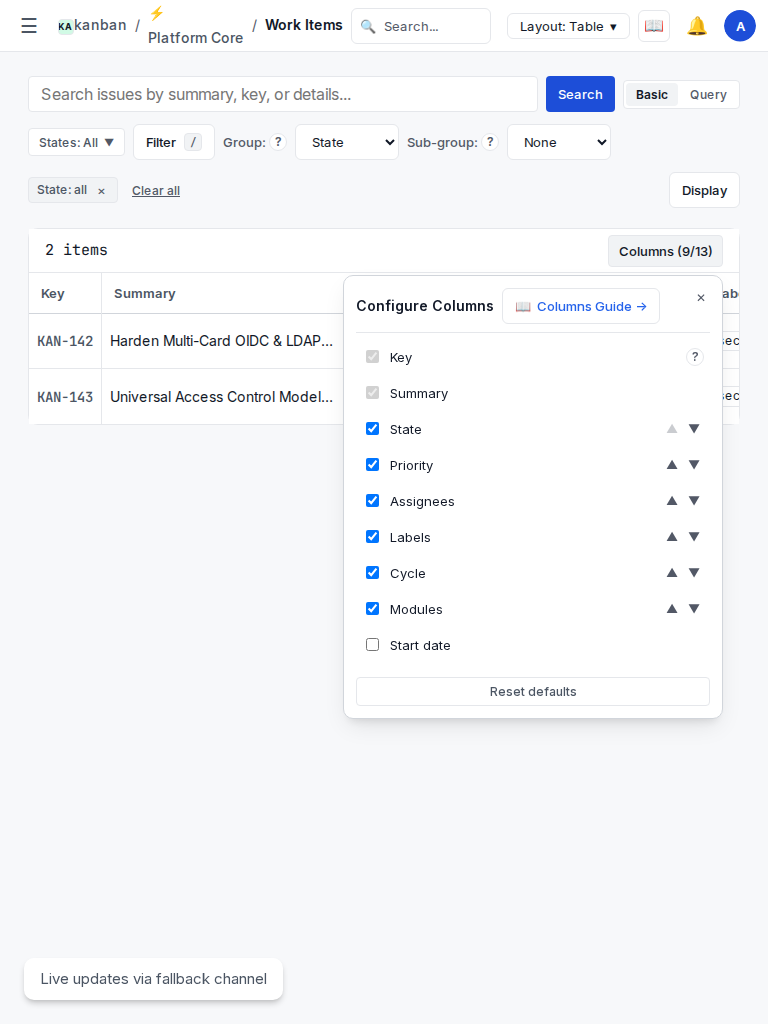 ☰ KA kanban / ⚡ Platform Core / Work Items 🔍 Search... Layout: Table ▾ 📖 🔔 A
Search issues by summary, key, or details... Search Basic Query
States: All ▼ Filter / Group: ? State Sub-group: ? None
State: all × Clear all Display
2 items Columns (9/13)
Key Summary
KAN-142 Harden Multi-Card OIDC & LDAP...
KAN-143 Universal Access Control Model...
Configure Columns 📖 Columns Guide → ×
Key ?
Summary
State ▲ ▼
Priority ▲ ▼
Assignees ▲ ▼
Labels ▲ ▼
Cycle ▲ ▼
Modules ▲ ▼
Start date
Reset defaults
Live updates via fallback channel